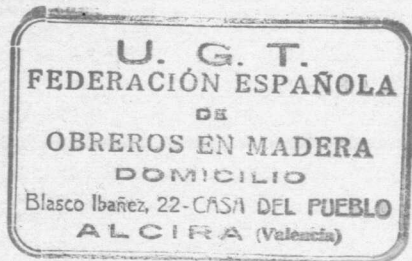 U. G. T.
FEDERACIÓN ESPAÑOLA
DE
OBREROS EN MADERA
DOMICILIO
Blasco Ibañez, 22-CASA DEL PUEBLO
ALCIRA (Valencia)